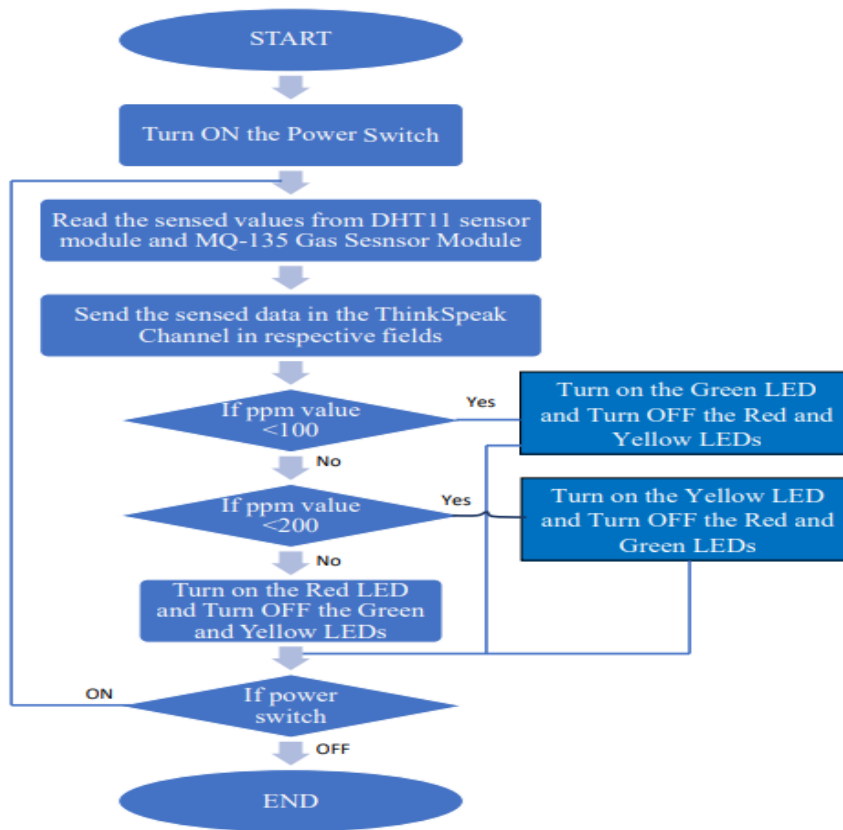 START
Turn ON the Power Switch
Read the sensed values from DHT11 sensor
module and MQ-135 Gas Sesnsor Module
Send the sensed data in the ThinkSpeak
Channel in respective fields
If ppm value
<100
Yes
Turn on the Green LED
and Turn OFF the Red and
Yellow LEDs
No
If ppm value
<200
Yes
Turn on the Yellow LED
and Turn OFF the Red and
Green LEDs
No
Turn on the Red LED
and Turn OFF the Green
and Yellow LEDs
ON
If power
switch
OFF
END